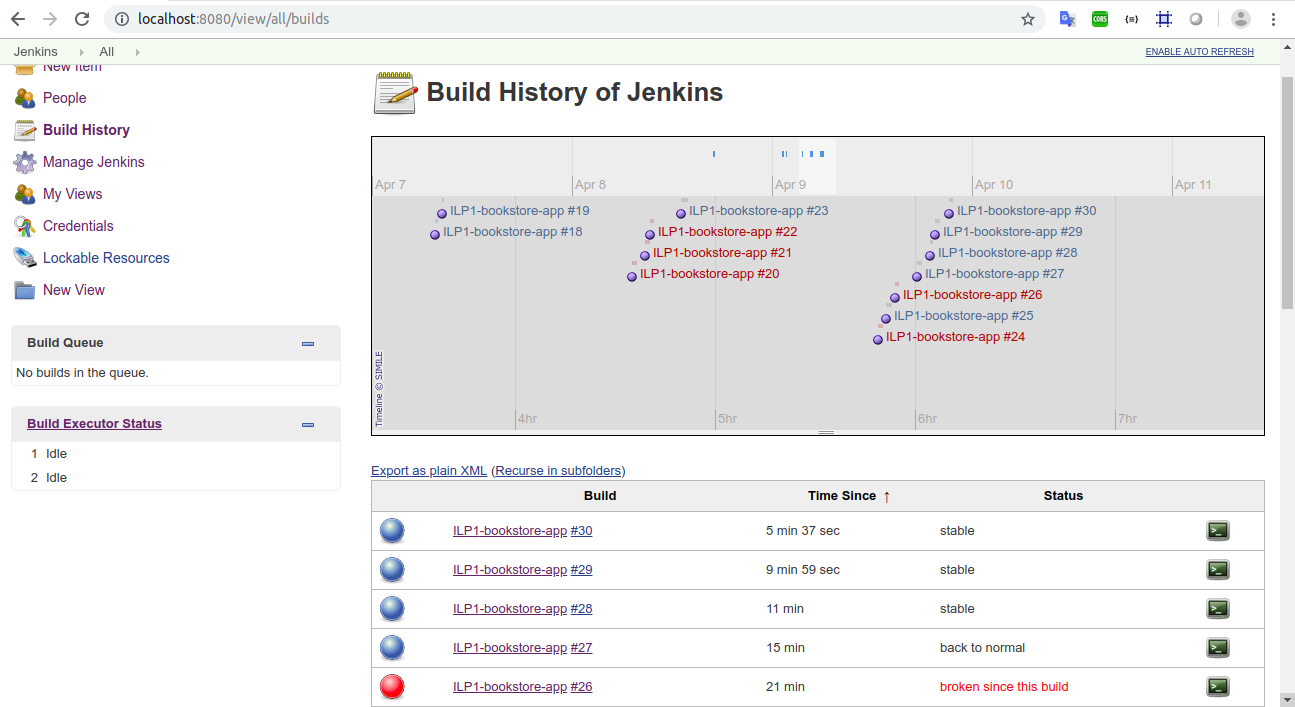 localhost:8080/view/all/builds
CORS
Jenkins All ENABLE AUTO REFRESH
New Item
People
Build History
Manage Jenkins
My Views
Credentials
Lockable Resources
New View
Build Queue
No builds in the queue.
Build Executor Status
1 Idle
2 Idle
Build History of Jenkins
Apr 7 Apr 8 Apr 9 Apr 10 Apr 11
ILP1-bookstore-app #19 ILP1-bookstore-app #23 ILP1-bookstore-app #30
ILP1-bookstore-app #18 ILP1-bookstore-app #22 ILP1-bookstore-app #29
ILP1-bookstore-app #21 ILP1-bookstore-app #28
ILP1-bookstore-app #20 ILP1-bookstore-app #27
ILP1-bookstore-app #26
ILP1-bookstore-app #25
ILP1-bookstore-app #24
Timeline © SIMILE
4hr 5hr 6hr 7hr
Export as plain XML (Recurse in subfolders)
Build Time Since ↑ Status
ILP1-bookstore-app #30 5 min 37 sec stable
ILP1-bookstore-app #29 9 min 59 sec stable
ILP1-bookstore-app #28 11 min stable
ILP1-bookstore-app #27 15 min back to normal
ILP1-bookstore-app #26 21 min broken since this build